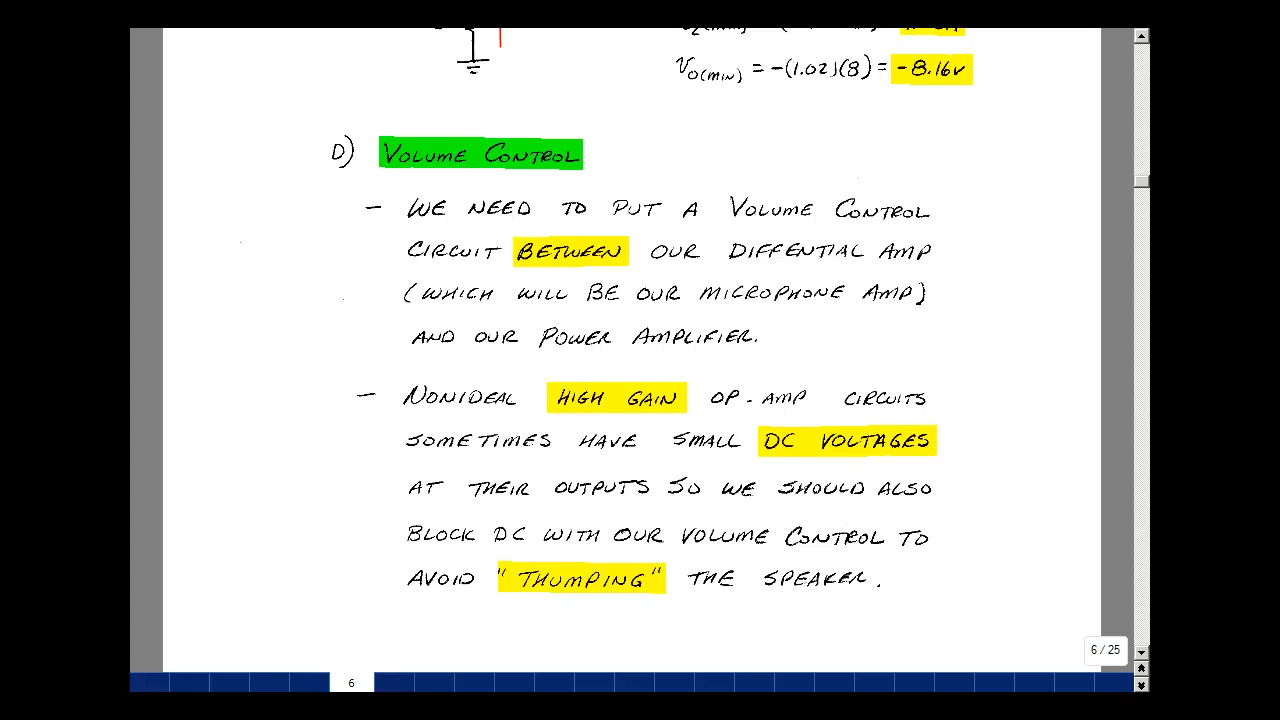 V0(MIN) = -(1.02)(8) = -8.16V
D) VOLUME CONTROL
- WE NEED TO PUT A VOLUME CONTROL
CIRCUIT BETWEEN OUR DIFFENTIAL AMP
(WHICH WILL BE OUR MICROPHONE AMP)
AND OUR POWER AMPLIFIER.
- NONIDEAL HIGH GAIN OP-AMP CIRCUITS
SOMETIMES HAVE SMALL DC VOLTAGES
AT THEIR OUTPUTS SO WE SHOULD ALSO
BLOCK DC WITH OUR VOLUME CONTROL TO
AVOID "THUMPING" THE SPEAKER.
6 / 25
6